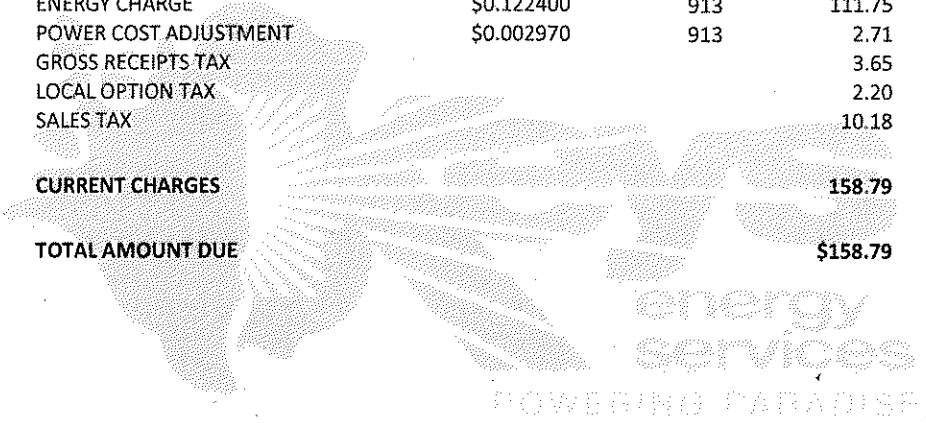 ENERGY CHARGE $0.122400 913 111.75
POWER COST ADJUSTMENT $0.002970 913 2.71
GROSS RECEIPTS TAX 3.65
LOCAL OPTION TAX 2.20
SALES TAX 10.18
CURRENT CHARGES 158.79
TOTAL AMOUNT DUE $158.79
eys
energy
services
POWERING PARADISE